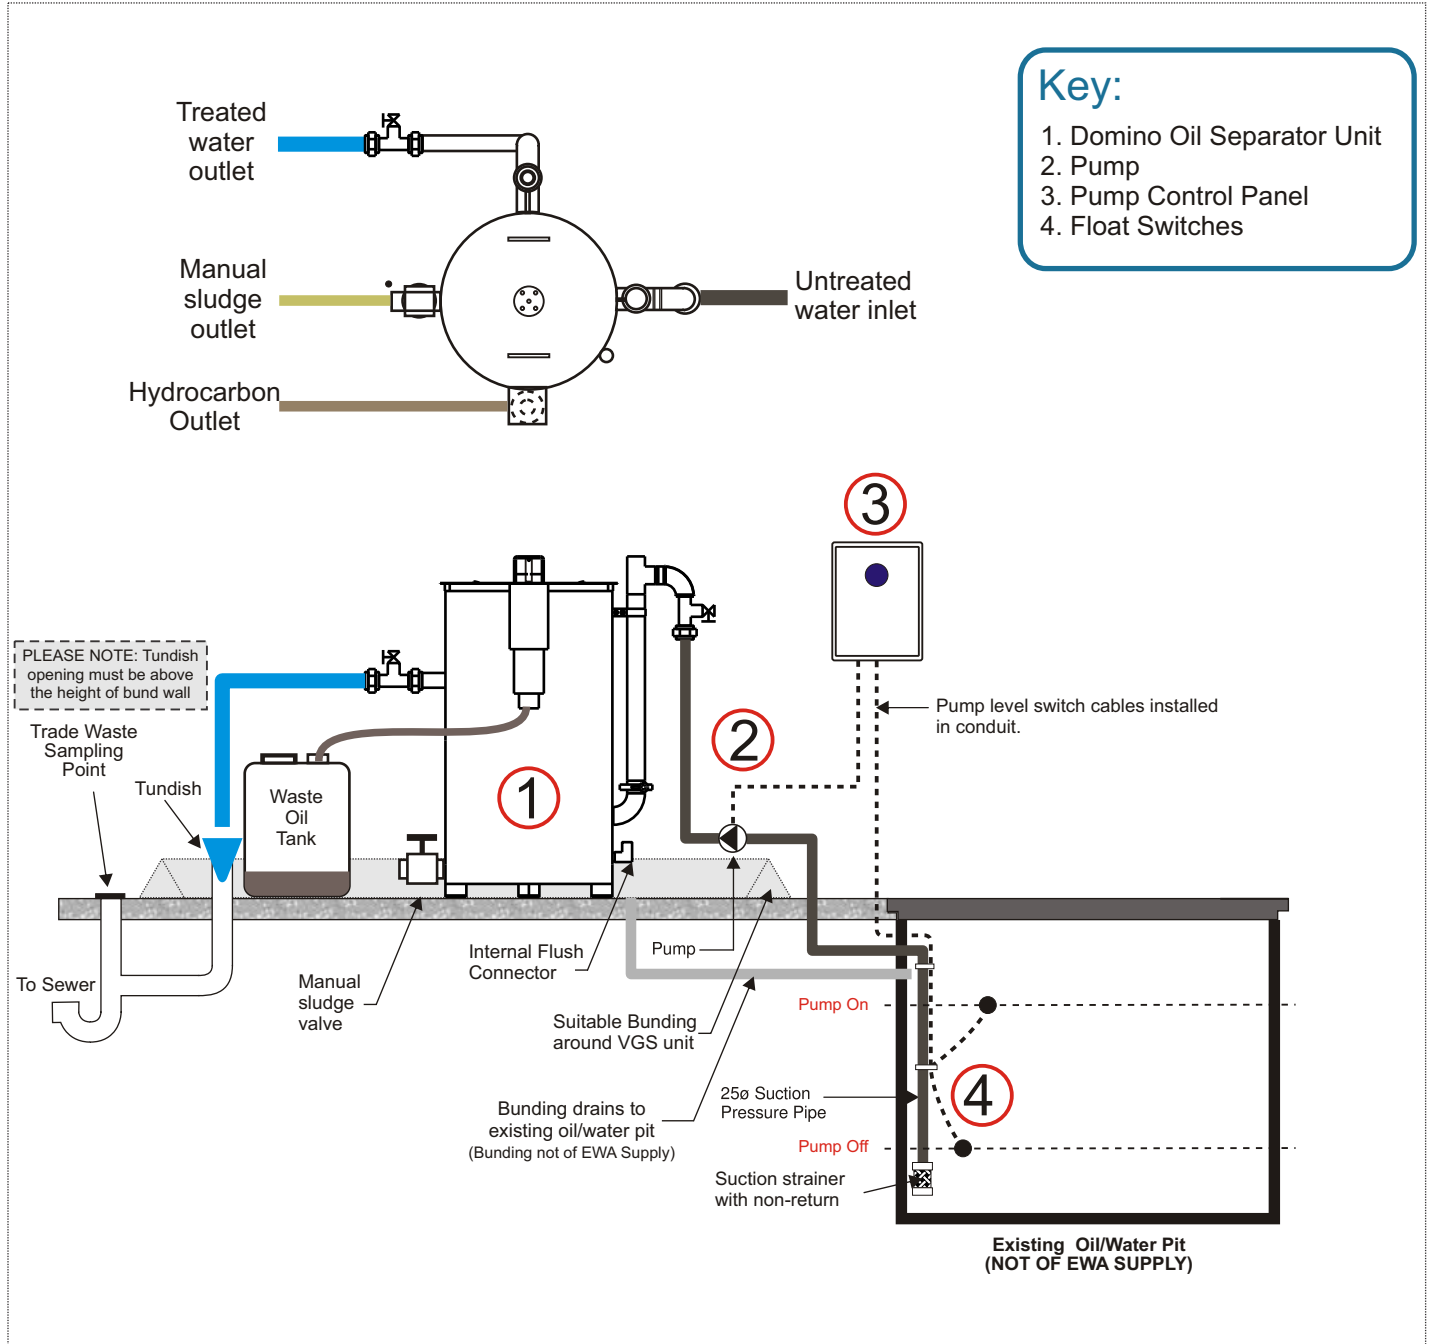 Key:
1. Domino Oil Separator Unit
2. Pump
3. Pump Control Panel
4. Float Switches
Treated
water
outlet
Manual
sludge
outlet
Untreated
water inlet
Hydrocarbon
Outlet
3
PLEASE NOTE: Tundish
opening must be above
the height of bund wall
Trade Waste
Sampling
Point
Tundish
Waste
Oil
Tank
1
2
Pump level switch cables installed
in conduit.
To Sewer
Manual
sludge
valve
Internal Flush
Connector
Pump
Suitable Bunding
around VGS unit
Bunding drains to
existing oil/water pit
(Bunding not of EWA Supply)
Pump On
25ø Suction
Pressure Pipe
4
Pump Off
Suction strainer
with non-return
Existing Oil/Water Pit
(NOT OF EWA SUPPLY)